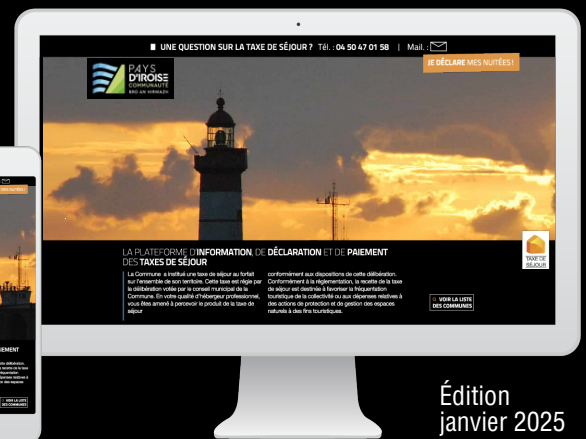 UNE QUESTION SUR LA TAXE DE SÉJOUR ? Tél. : 04 50 47 01 58 | Mail. :
JE DÉCLARE MES NUITÉES !
PAYS
D'IROISE
COMMUNAUTÉ
BRO AN HIRWAZH
LA PLATEFORME D'INFORMATION, DE DÉCLARATION ET DE PAIEMENT
DES TAXES DE SÉJOUR
La Commune a institué une taxe de séjour au forfait
sur l'ensemble de son territoire. Cette taxe est régie par
la délibération votée par le conseil municipal de la
Commune. En votre qualité d'hébergeur professionnel,
vous êtes amené à percevoir le produit de la taxe de
séjour
conformément aux dispositions de cette délibération.
Conformément à la réglementation, la recette de la taxe
de séjour est destinée à favoriser la fréquentation
touristique de la collectivité ou aux dépenses relatives à
des actions de protection et de gestion des espaces
naturels à des fins touristiques.
TAXE DE
SÉJOUR
VOIR LA LISTE
DES COMMUNES
IEMENT
VOIR LA LISTE
DES COMMUNES
Édition
janvier 2025